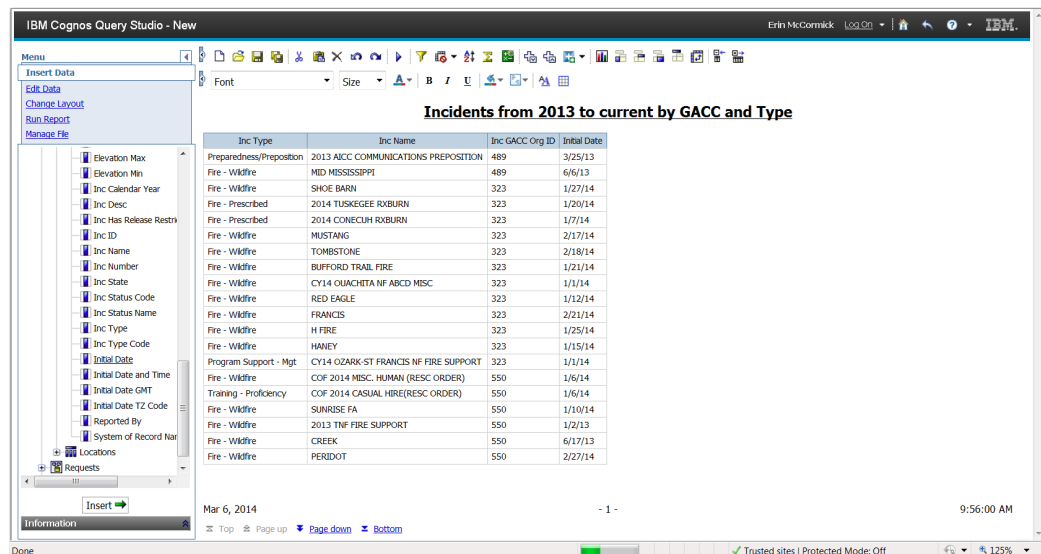 IBM Cognos Query Studio - New
Erin McCormick Log On IBM.
Menu
Insert Data
Edit Data
Change Layout
Run Report
Manage File
Font Size A B I U
Incidents from 2013 to current by GACC and Type
Elevation Max
Elevation Min
Inc Calendar Year
Inc Desc
Inc Has Release Restri
Inc ID
Inc Name
Inc Number
Inc State
Inc Status Code
Inc Status Name
Inc Type
Inc Type Code
Initial Date
Initial Date and Time
Initial Date GMT
Initial Date TZ Code
Reported By
System of Record Nar
Locations
Requests
Insert
Information
Inc Type Inc Name Inc GACC Org ID Initial Date
Preparedness/Preposition 2013 AICC COMMUNICATIONS PREPOSITION 489 3/25/13
Fire - Wildfire MID MISSISSIPPI 489 6/6/13
Fire - Wildfire SHOE BARN 323 1/27/14
Fire - Prescribed 2014 TUSKEGEE RXBURN 323 1/20/14
Fire - Prescribed 2014 CONECUH RXBURN 323 1/7/14
Fire - Wildfire MUSTANG 323 2/17/14
Fire - Wildfire TOMBSTONE 323 2/18/14
Fire - Wildfire BUFFORD TRAIL FIRE 323 1/21/14
Fire - Wildfire CY14 OUACHITA NF ABCD MISC 323 1/1/14
Fire - Wildfire RED EAGLE 323 1/12/14
Fire - Wildfire FRANCIS 323 2/21/14
Fire - Wildfire H FIRE 323 1/25/14
Fire - Wildfire HANEY 323 1/15/14
Program Support - Mgt CY14 OZARK-ST FRANCIS NF FIRE SUPPORT 323 1/1/14
Fire - Wildfire COF 2014 MISC. HUMAN (RESC ORDER) 550 1/6/14
Training - Proficiency COF 2014 CASUAL HIRE(RESC ORDER) 550 1/6/14
Fire - Wildfire SUNRISE FA 550 1/10/14
Fire - Wildfire 2013 TNF FIRE SUPPORT 550 1/2/13
Fire - Wildfire CREEK 550 6/17/13
Fire - Wildfire PERIDOT 550 2/27/14
Mar 6, 2014 - 1 - 9:56:00 AM
Top Page up Page down Bottom
Done Trusted sites | Protected Mode: Off 125%